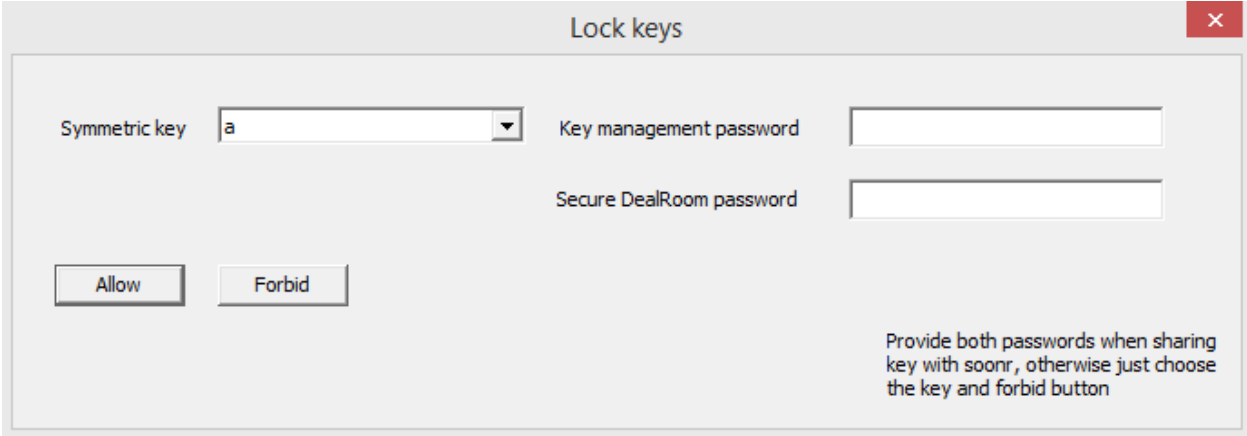 Lock keys
Symmetric key
a
Key management password
Secure DealRoom password
Allow
Forbid
Provide both passwords when sharing
key with soonr, otherwise just choose
the key and forbid button